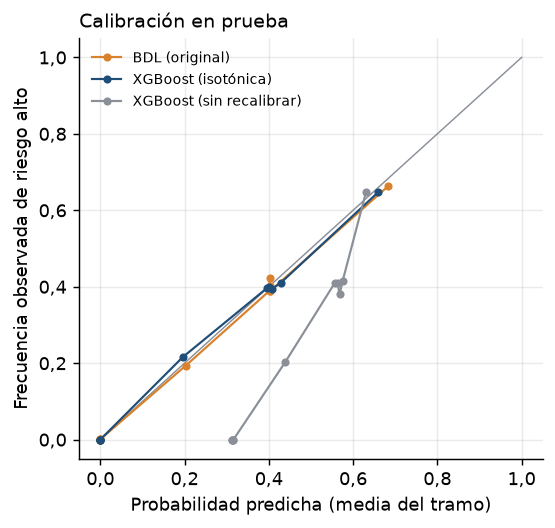 Calibración en prueba
BDL (original)
XGBoost (isotónica)
XGBoost (sin recalibrar)
Frecuencia observada de riesgo alto
1,0
0,8
0,6
0,4
0,2
0,0
0,0 0,2 0,4 0,6 0,8 1,0
Probabilidad predicha (media del tramo)